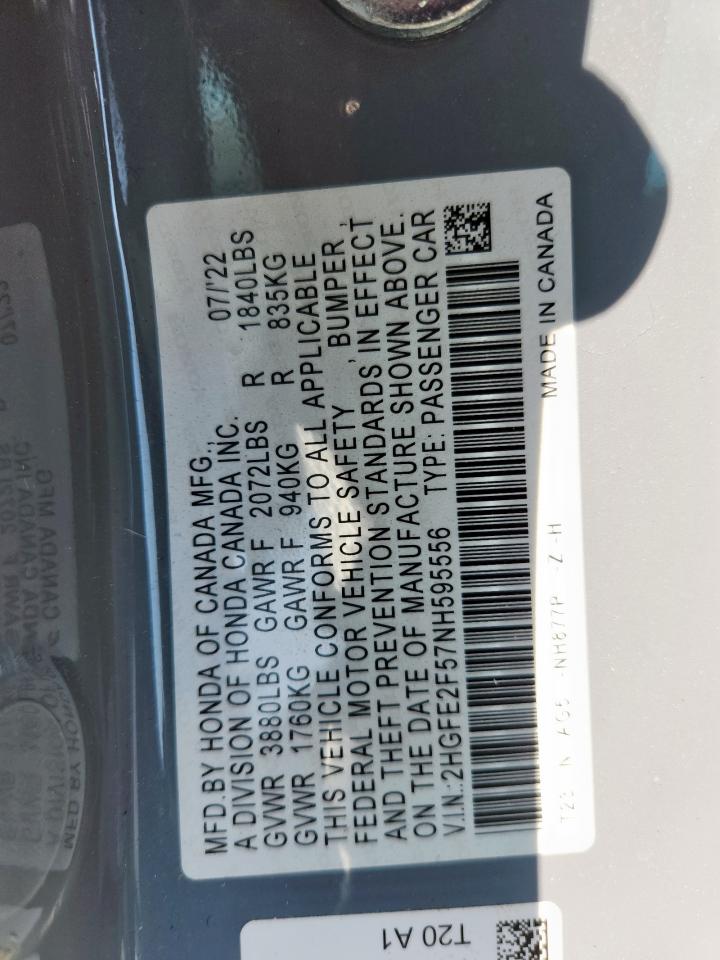 MFD.BY HONDA OF CANADA MFG., 07/'22
A DIVISION OF HONDA CANADA INC.
GVWR 3880LBS GAWR F 2072LBS R 1840LBS
GVWR 1760KG GAWR F 940KG R 835KG
THIS VEHICLE CONFORMS TO ALL APPLICABLE
FEDERAL MOTOR VEHICLE SAFETY , BUMPER ,
AND THEFT PREVENTION STANDARDS IN EFFECT
ON THE DATE OF MANUFACTURE SHOWN ABOVE.
V.I.N.:2HGFE2F57NH595556 TYPE: PASSENGER CAR
NH877P -Z -H
MADE IN CANADA
T20 A1